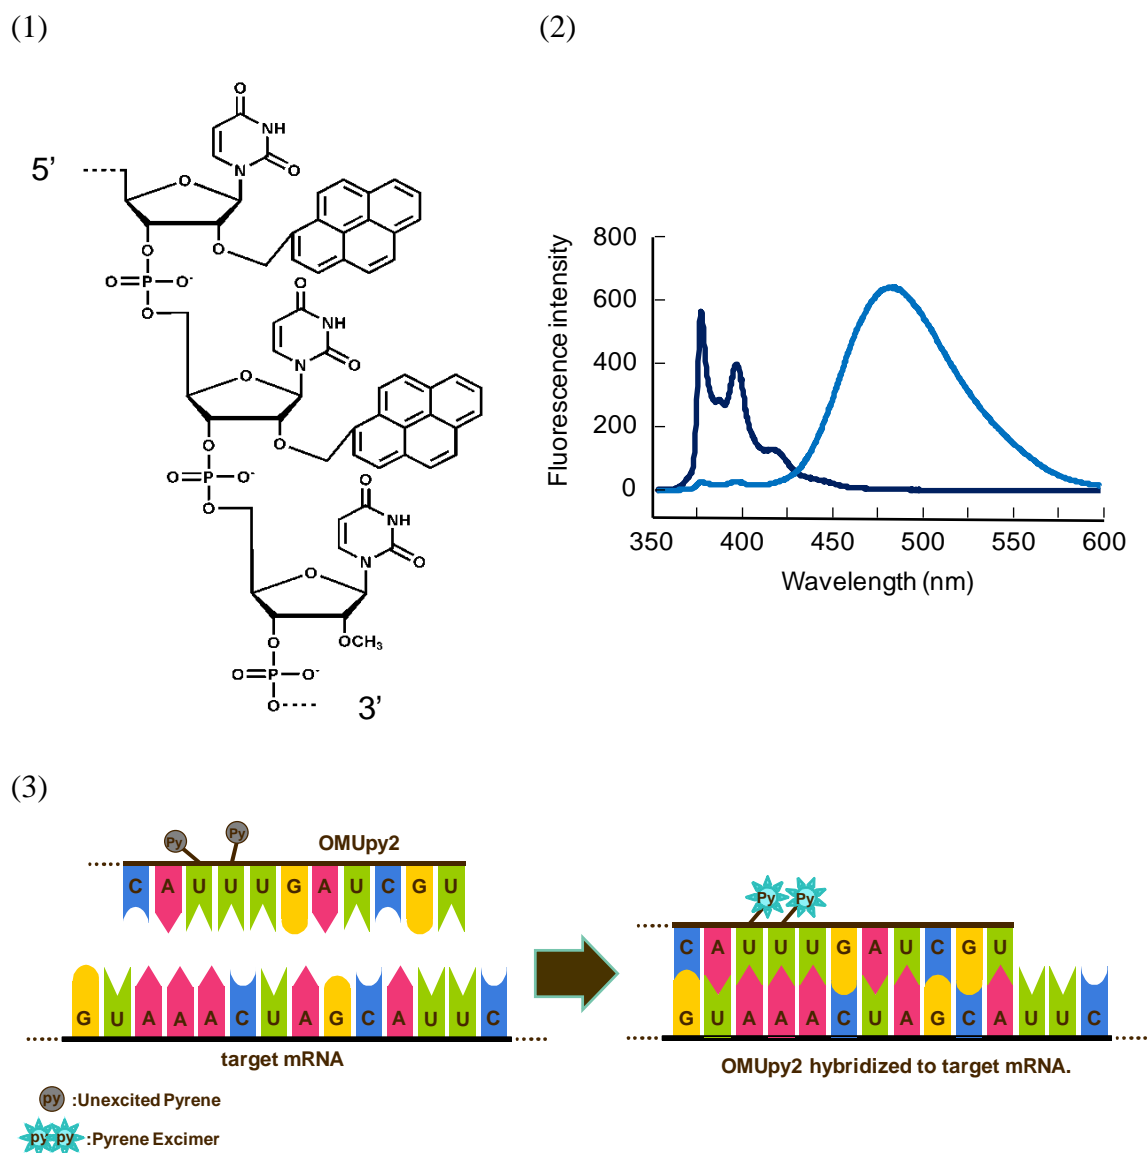 (1)
(2)
5'
O
NH
N
O
O
O
O
O=P—O-
O
O
NH
N
O
O
O
O=P—O-
O
O
NH
N
O
O
O
OCH3
O=P—O-
O
3'
Fluorescence intensity
800
600
400
200
0
350 400 450 500 550 600
Wavelength (nm)
(3)
Py Py
OMUpy2
C A U U U G A U C G U
G U A A A C U A G C A U U C
target mRNA
py :Unexcited Pyrene
py py :Pyrene Excimer
Py Py
C A U U U G A U C G U
G U A A A C U A G C A U U C
OMUpy2 hybridized to target mRNA.